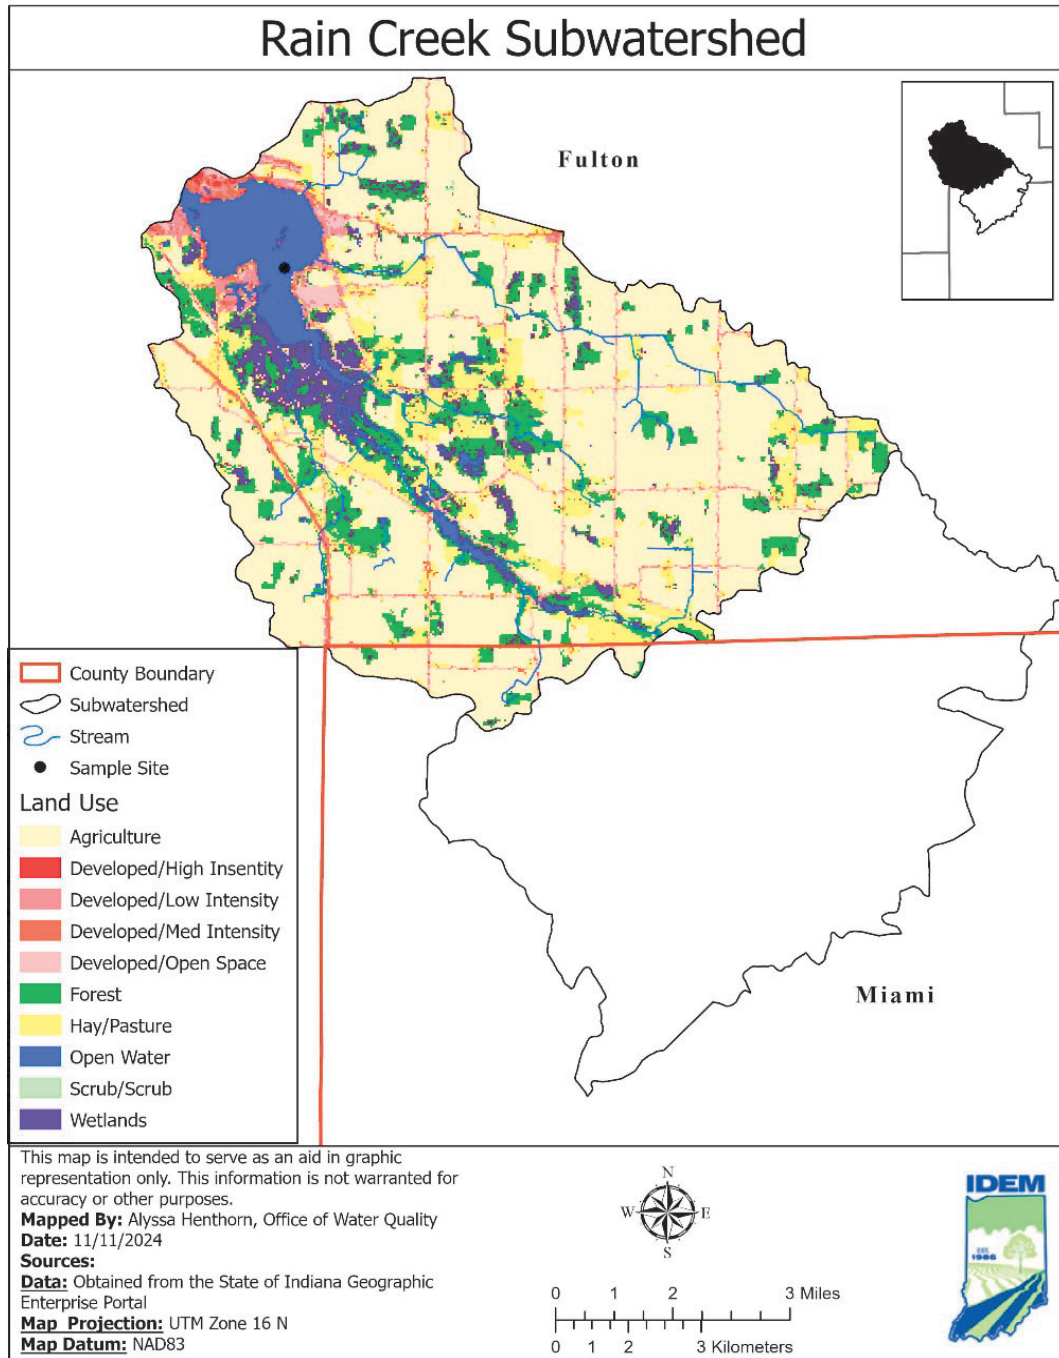 Rain Creek Subwatershed
Fulton
County Boundary
Subwatershed
Stream
Sample Site
Land Use
Agriculture
Developed/High Insentity
Developed/Low Intensity
Developed/Med Intensity
Developed/Open Space
Forest
Hay/Pasture
Open Water
Scrub/Scrub
Wetlands
Miami
This map is intended to serve as an aid in graphic
representation only. This information is not warranted for
accuracy or other purposes.
Mapped By: Alyssa Henthorn, Office of Water Quality
Date: 11/11/2024
Sources:
Data: Obtained from the State of Indiana Geographic
Enterprise Portal
Map Projection: UTM Zone 16 N
Map Datum: NAD83
N
W E
S
0 1 2 3 Miles
0 1 2 3 Kilometers
IDEM
EST.
1986